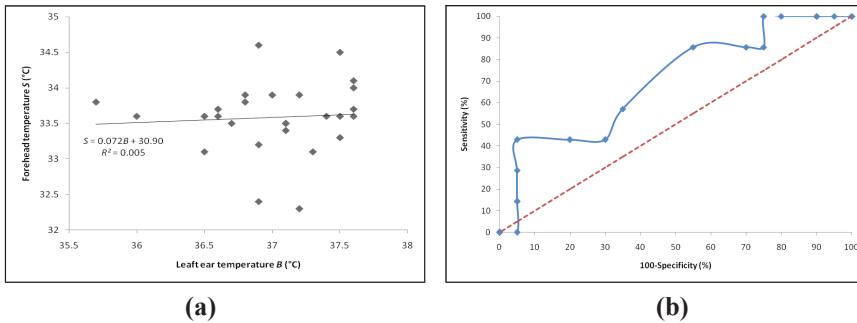 35
34.5
34
33.5
33
32.5
32
Forehead temperature S (°C)
S = 0.072B + 30.90
R² = 0.005
35.5 36 36.5 37 37.5 38
Leaft ear temperature B (°C)
(a)
100
90
80
70
60
50
40
30
20
10
0
Sensitivity (%)
0 10 20 30 40 50 60 70 80 90 100
100-Specificity (%)
(b)